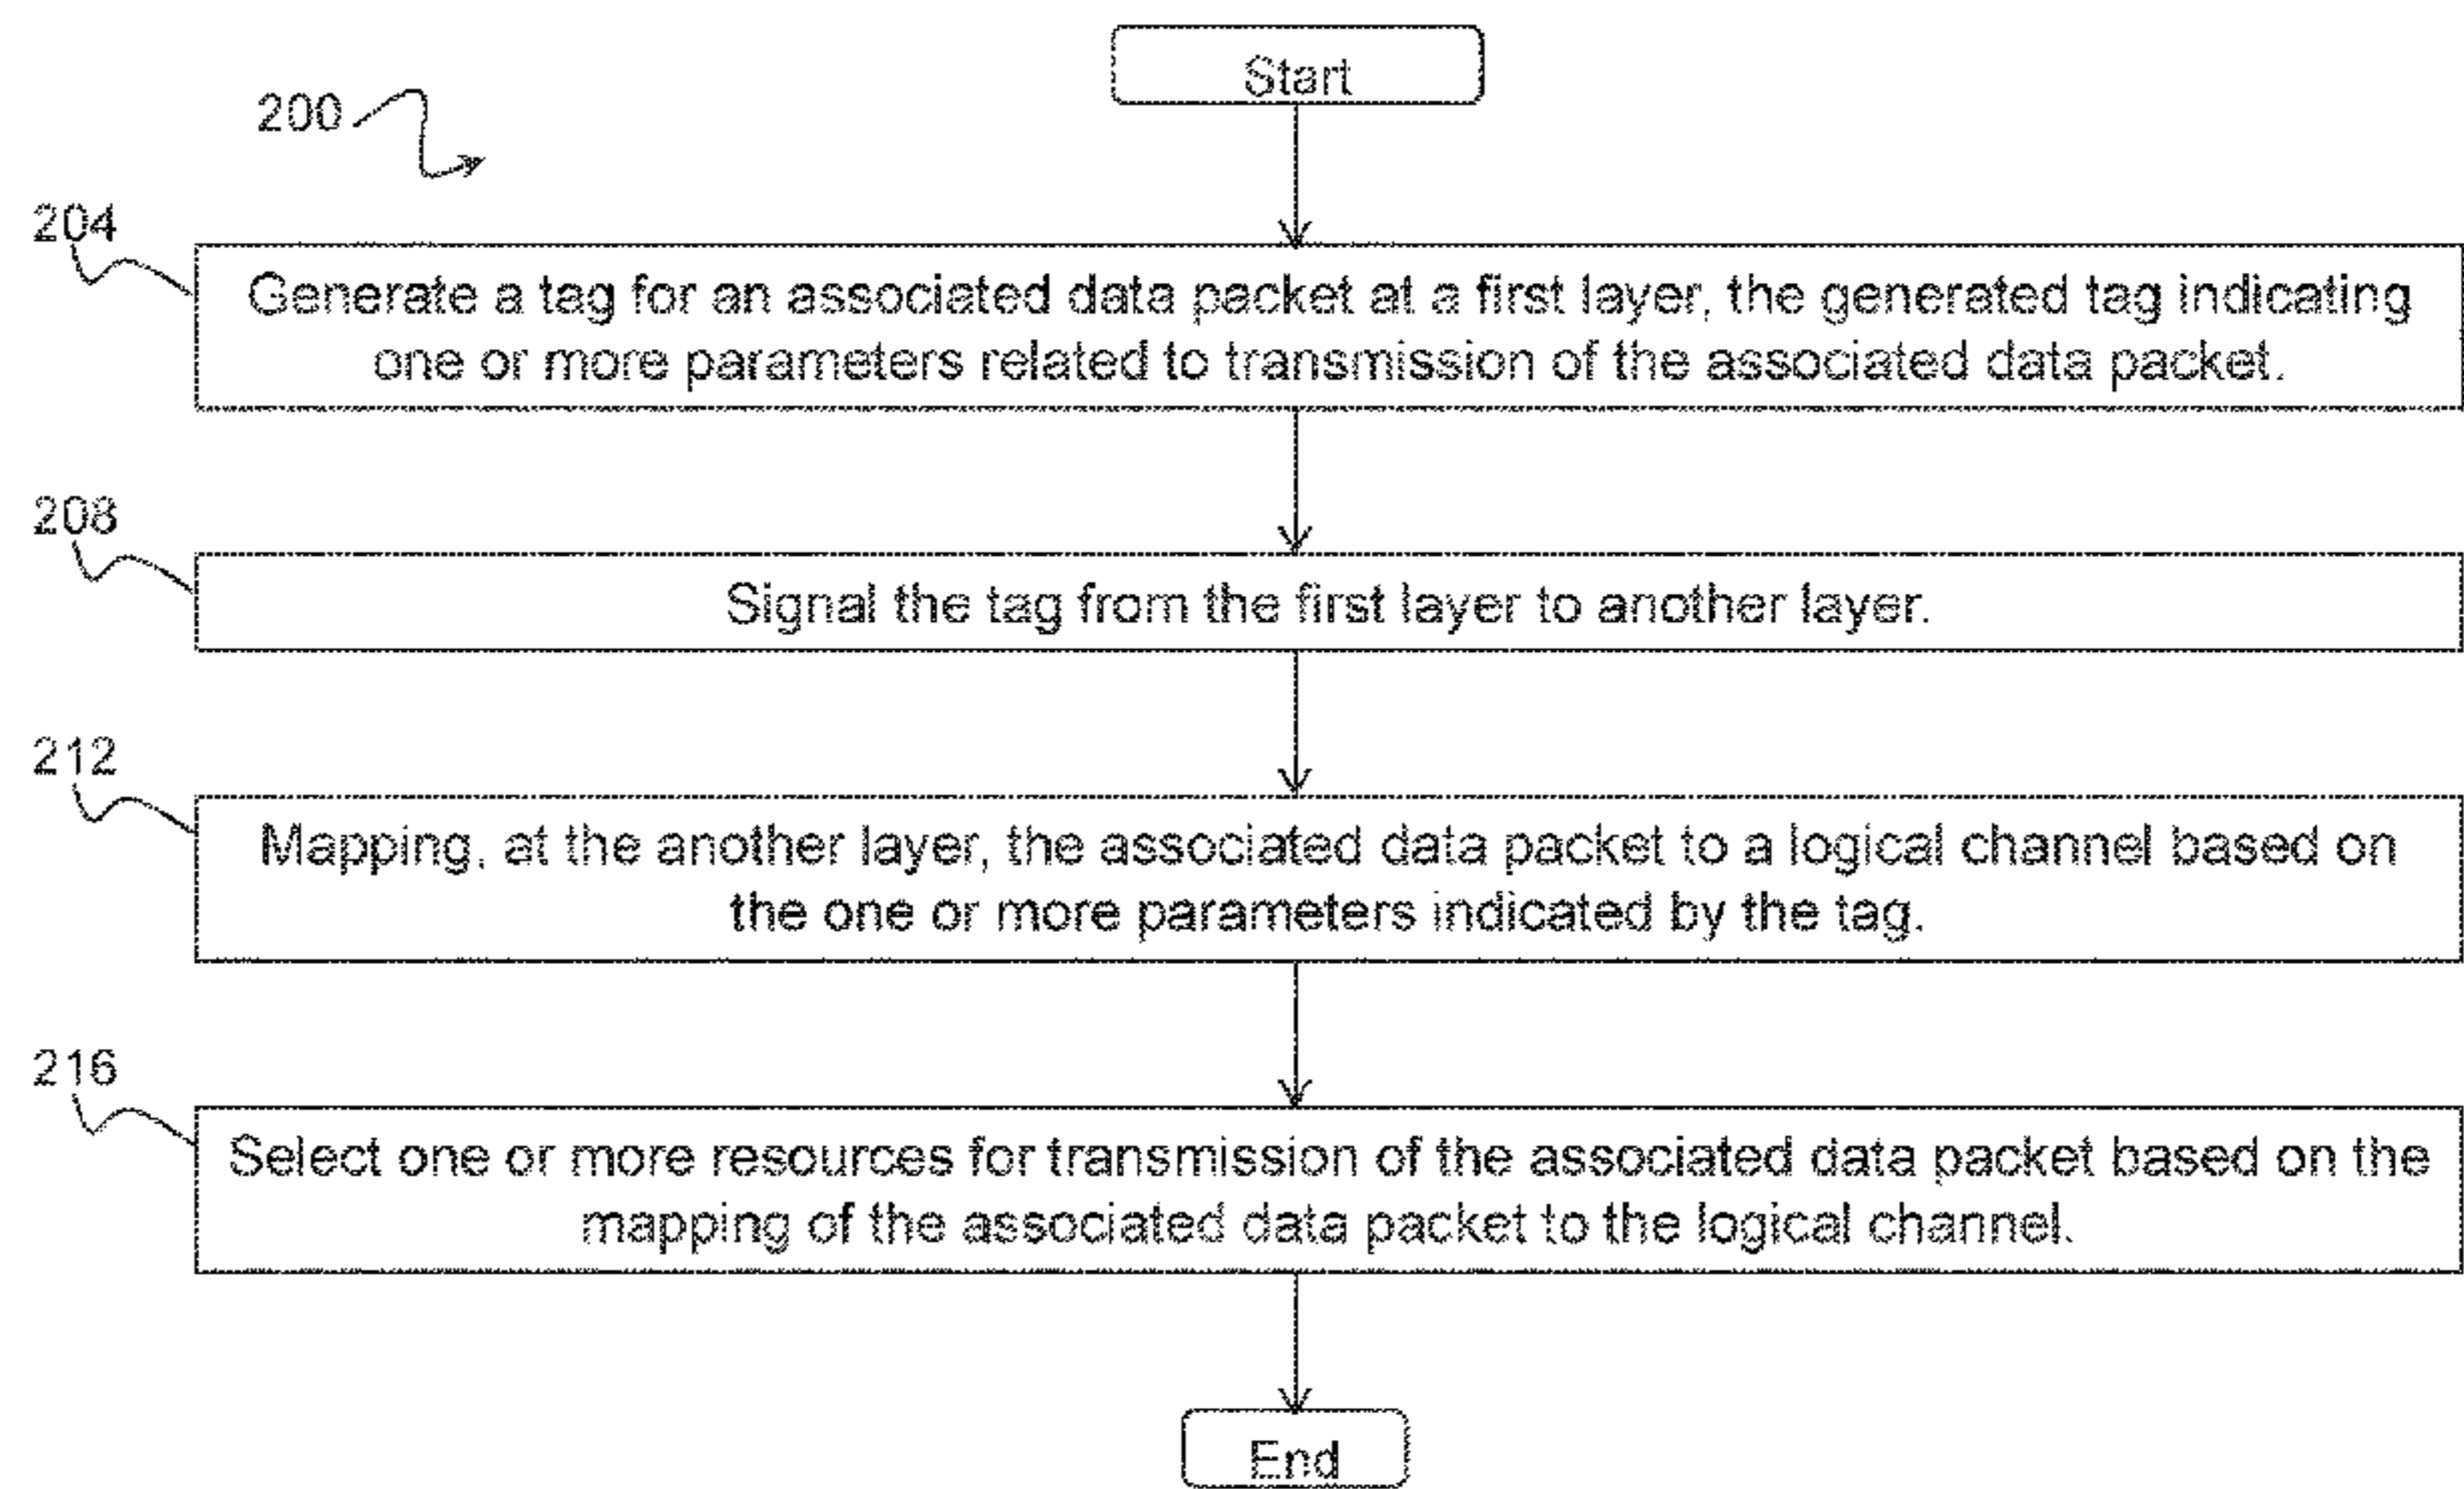 Start
200
204
Generate a tag for an associated data packet at a first layer, the generated tag indicating
one or more parameters related to transmission of the associated data packet.
208
Signal the tag from the first layer to another layer.
212
Mapping, at the another layer, the associated data packet to a logical channel based on
the one or more parameters indicated by the tag.
216
Select one or more resources for transmission of the associated data packet based on the
mapping of the associated data packet to the logical channel.
End